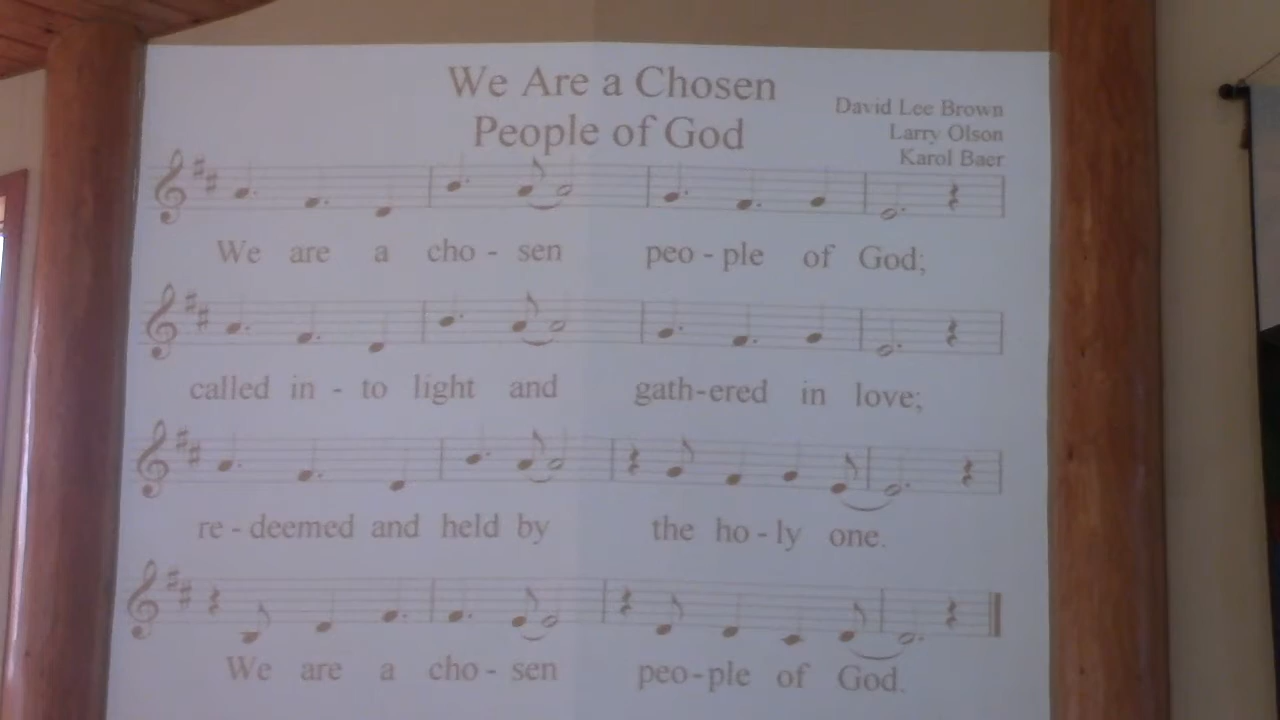 We Are a Chosen
People of God
David Lee Brown
Larry Olson
Karol Baer
We are a cho - sen peo - ple of God;
called in - to light and gath-ered in love;
re - deemed and held by the ho - ly one.
We are a cho - sen peo-ple of God.